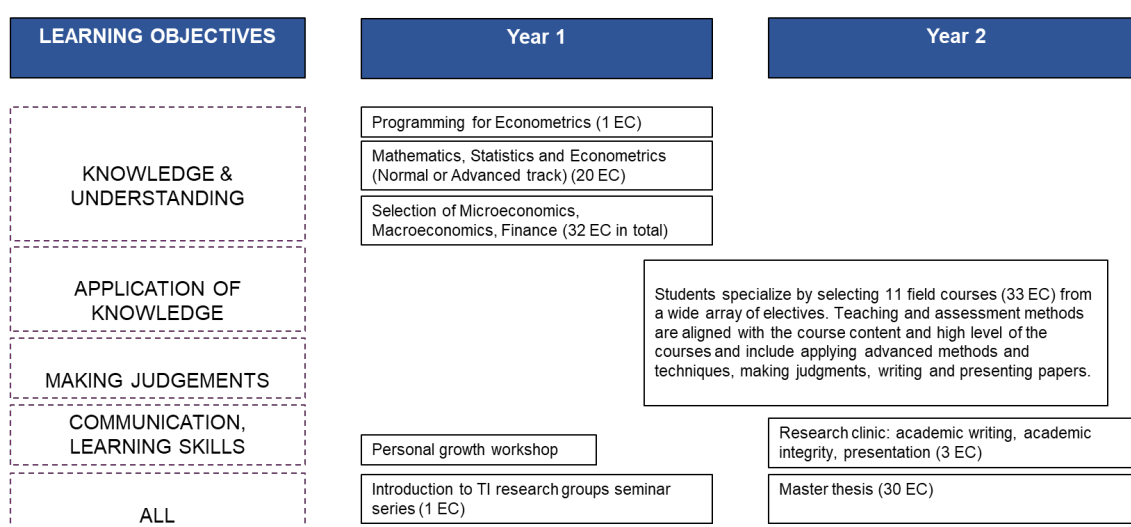 LEARNING OBJECTIVES
Year 1
Year 2
KNOWLEDGE &
UNDERSTANDING
Programming for Econometrics (1 EC)
Mathematics, Statistics and Econometrics
(Normal or Advanced track) (20 EC)
Selection of Microeconomics,
Macroeconomics, Finance (32 EC in total)
APPLICATION OF
KNOWLEDGE
Students specialize by selecting 11 field courses (33 EC) from
a wide array of electives. Teaching and assessment methods
are aligned with the course content and high level of the
courses and include applying advanced methods and
techniques, making judgments, writing and presenting papers.
MAKING JUDGEMENTS
COMMUNICATION,
LEARNING SKILLS
Personal growth workshop
Research clinic: academic writing, academic
integrity, presentation (3 EC)
ALL
Introduction to TI research groups seminar
series (1 EC)
Master thesis (30 EC)